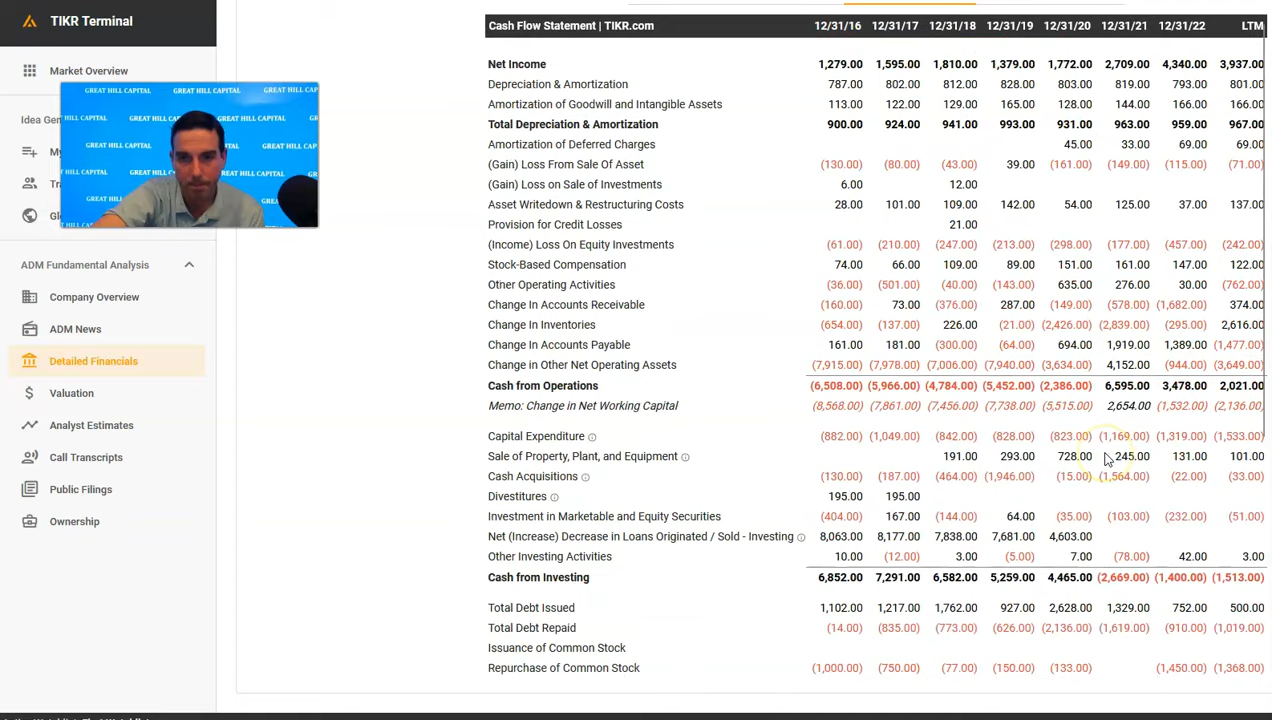 TIKR Terminal
Market Overview
GREAT HILL CAPITAL
Idea Gen
My
Tra
Glo
ADM Fundamental Analysis
Company Overview
ADM News
Detailed Financials
Valuation
Analyst Estimates
Call Transcripts
Public Filings
Ownership
Cash Flow Statement | TIKR.com 12/31/16 12/31/17 12/31/18 12/31/19 12/31/20 12/31/21 12/31/22 LTM
Net Income 1,279.00 1,595.00 1,810.00 1,379.00 1,772.00 2,709.00 4,340.00 3,937.00
Depreciation & Amortization 787.00 802.00 812.00 828.00 803.00 819.00 793.00 801.00
Amortization of Goodwill and Intangible Assets 113.00 122.00 129.00 165.00 128.00 144.00 166.00 166.00
Total Depreciation & Amortization 900.00 924.00 941.00 993.00 931.00 963.00 959.00 967.00
Amortization of Deferred Charges 45.00 33.00 69.00 69.00
(Gain) Loss From Sale Of Asset (130.00) (80.00) (43.00) 39.00 (161.00) (149.00) (115.00) (71.00)
(Gain) Loss on Sale of Investments 6.00 12.00
Asset Writedown & Restructuring Costs 28.00 101.00 109.00 142.00 54.00 125.00 37.00 137.00
Provision for Credit Losses 21.00
(Income) Loss On Equity Investments (61.00) (210.00) (247.00) (213.00) (298.00) (177.00) (457.00) (242.00)
Stock-Based Compensation 74.00 66.00 109.00 89.00 151.00 161.00 147.00 122.00
Other Operating Activities (36.00) (501.00) (40.00) (143.00) 635.00 276.00 30.00 (762.00)
Change In Accounts Receivable (160.00) 73.00 (376.00) 287.00 (149.00) (578.00) (1,682.00) 374.00
Change In Inventories (654.00) (137.00) 226.00 (21.00) (2,426.00) (2,839.00) (295.00) 2,616.00
Change In Accounts Payable 161.00 181.00 (300.00) (64.00) 694.00 1,919.00 1,389.00 (1,477.00)
Change in Other Net Operating Assets (7,915.00) (7,978.00) (7,006.00) (7,940.00) (3,634.00) 4,152.00 (944.00) (3,649.00)
Cash from Operations (6,508.00) (5,966.00) (4,784.00) (5,452.00) (2,386.00) 6,595.00 3,478.00 2,021.00
Memo: Change in Net Working Capital (8,568.00) (7,861.00) (7,456.00) (7,738.00) (5,515.00) 2,654.00 (1,532.00) (2,136.00)
Capital Expenditure (882.00) (1,049.00) (842.00) (828.00) (823.00) (1,169.00) (1,319.00) (1,533.00)
Sale of Property, Plant, and Equipment 191.00 293.00 728.00 245.00 131.00 101.00
Cash Acquisitions (130.00) (187.00) (464.00) (1,946.00) (15.00) (1,564.00) (22.00) (33.00)
Divestitures 195.00 195.00
Investment in Marketable and Equity Securities (404.00) 167.00 (144.00) 64.00 (35.00) (103.00) (232.00) (51.00)
Net (Increase) Decrease in Loans Originated / Sold - Investing 8,063.00 8,177.00 7,838.00 7,681.00 4,603.00
Other Investing Activities 10.00 (12.00) 3.00 (5.00) 7.00 (78.00) 42.00 3.00
Cash from Investing 6,852.00 7,291.00 6,582.00 5,259.00 4,465.00 (2,669.00) (1,400.00) (1,513.00)
Total Debt Issued 1,102.00 1,217.00 1,762.00 927.00 2,628.00 1,329.00 752.00 500.00
Total Debt Repaid (14.00) (835.00) (773.00) (626.00) (2,136.00) (1,619.00) (910.00) (1,019.00)
Issuance of Common Stock
Repurchase of Common Stock (1,000.00) (750.00) (77.00) (150.00) (133.00) (1,450.00) (1,368.00)